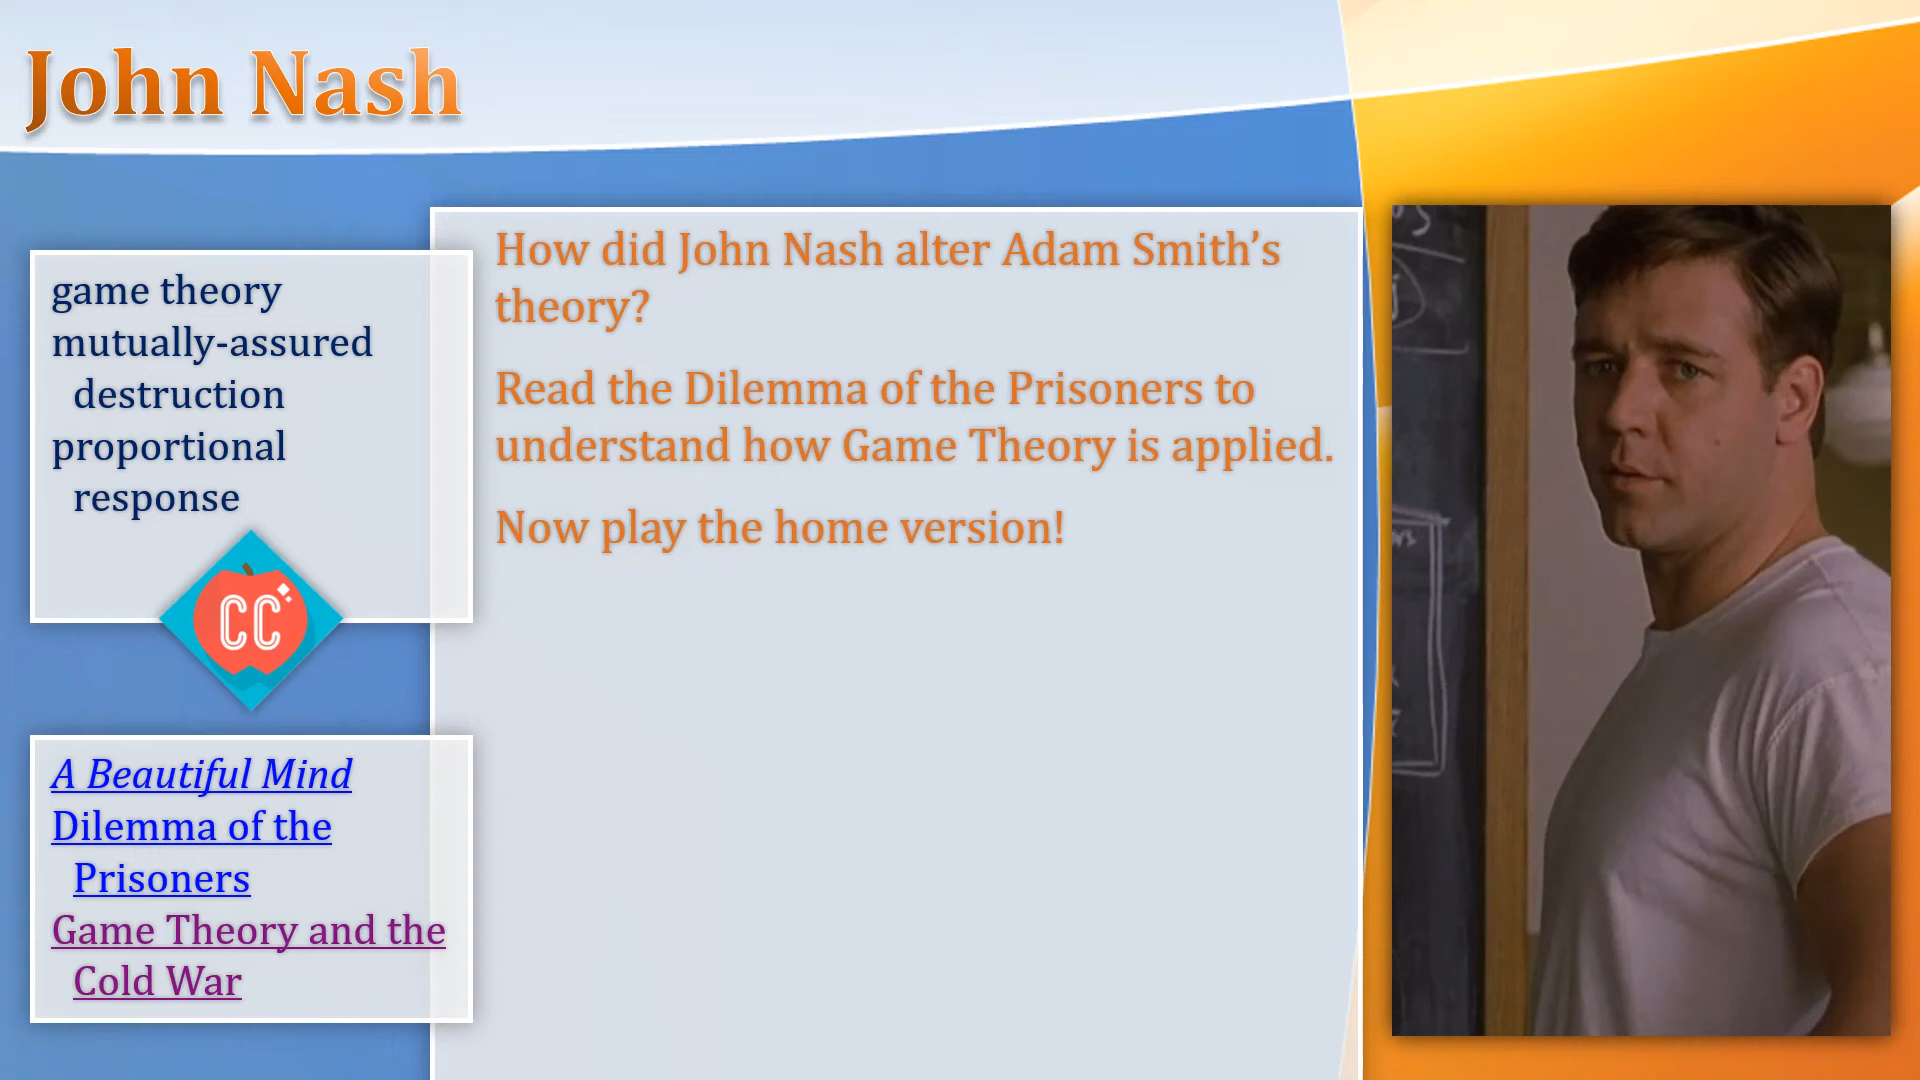 John Nash
game theory
mutually-assured
destruction
proportional
response
CC
A Beautiful Mind
Dilemma of the
Prisoners
Game Theory and the
Cold War
How did John Nash alter Adam Smith’s
theory?
Read the Dilemma of the Prisoners to
understand how Game Theory is applied.
Now play the home version!